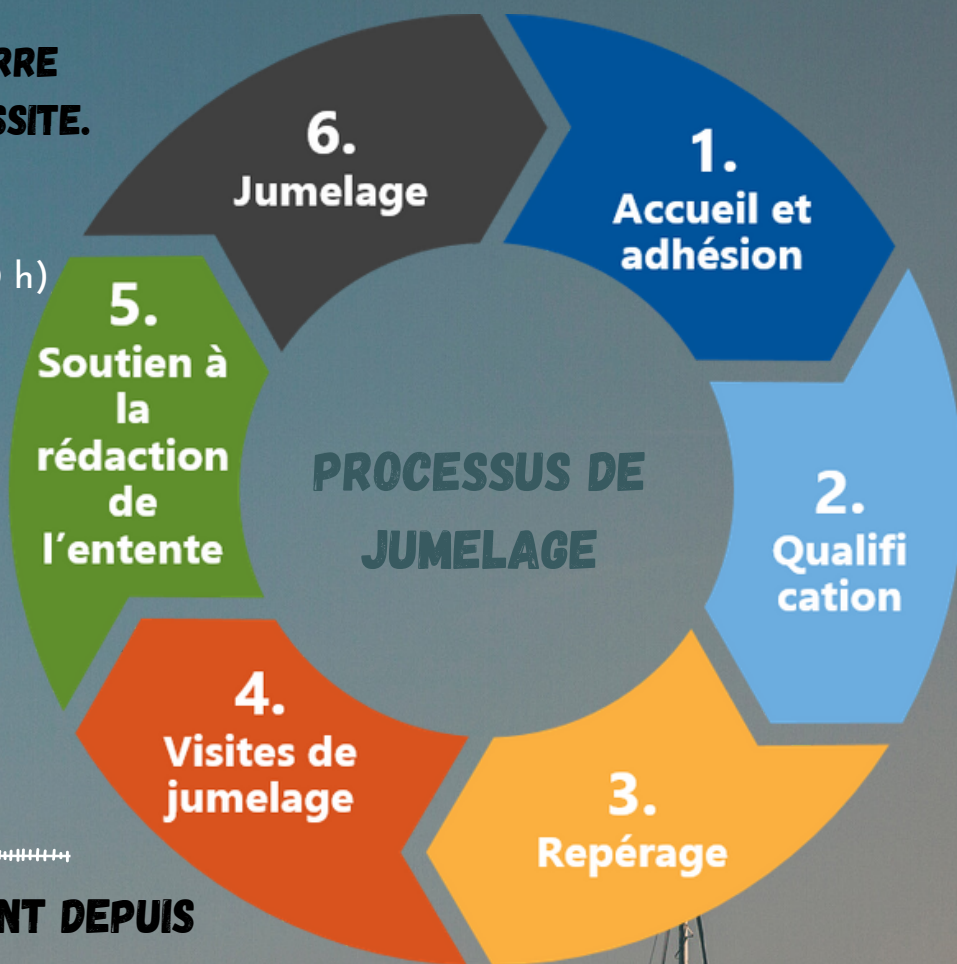 RRE
SSITE.
h)
NT DEPUIS
PROCESSUS DE
JUMELAGE
1.
Accueil et
adhésion
2.
Qualifi
cation
3.
Repérage
4.
Visites de
jumelage
5.
Soutien à
la
rédaction
de
l'entente
6.
Jumelage